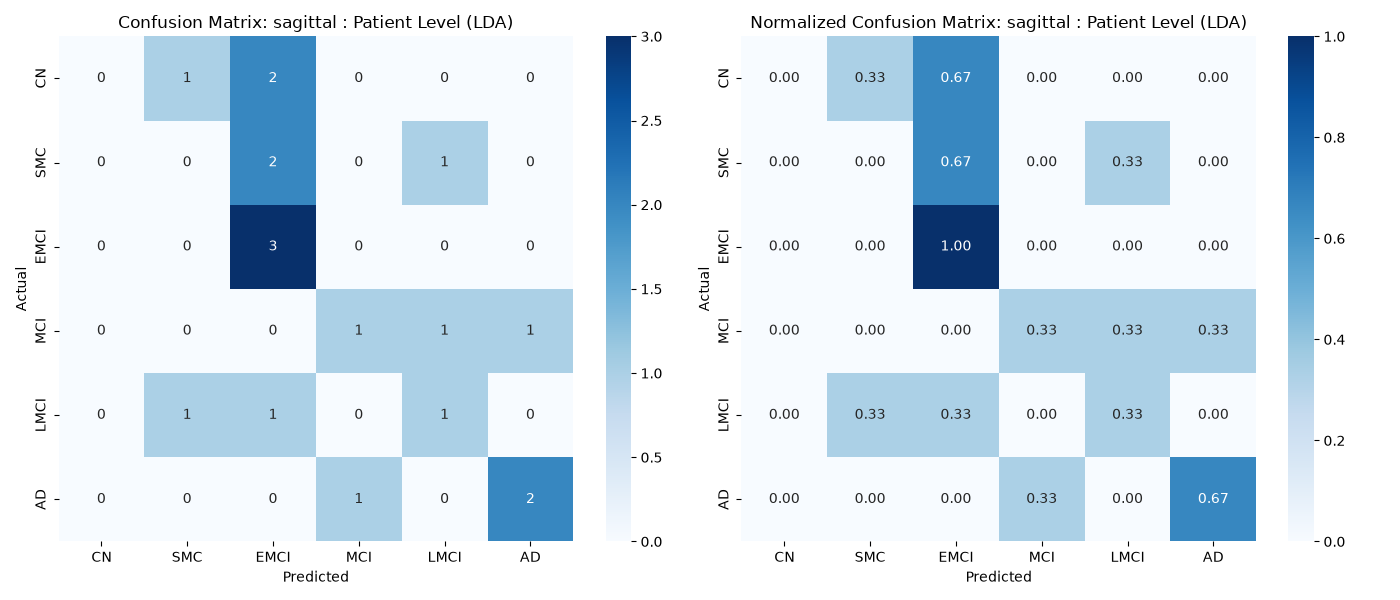 Confusion Matrix: sagittal : Patient Level (LDA)
CN 0 1 2 0 0 0
SMC 0 0 2 0 1 0
EMCI 0 0 3 0 0 0
MCI 0 0 0 1 1 1
LMCI 0 1 1 0 1 0
AD 0 0 0 1 0 2
CN SMC EMCI MCI LMCI AD
Predicted
Actual
3.0
2.5
2.0
1.5
1.0
0.5
0.0
Normalized Confusion Matrix: sagittal : Patient Level (LDA)
CN 0.00 0.33 0.67 0.00 0.00 0.00
SMC 0.00 0.00 0.67 0.00 0.33 0.00
EMCI 0.00 0.00 1.00 0.00 0.00 0.00
MCI 0.00 0.00 0.00 0.33 0.33 0.33
LMCI 0.00 0.33 0.33 0.00 0.33 0.00
AD 0.00 0.00 0.00 0.33 0.00 0.67
CN SMC EMCI MCI LMCI AD
Predicted
Actual
1.0
0.8
0.6
0.4
0.2
0.0